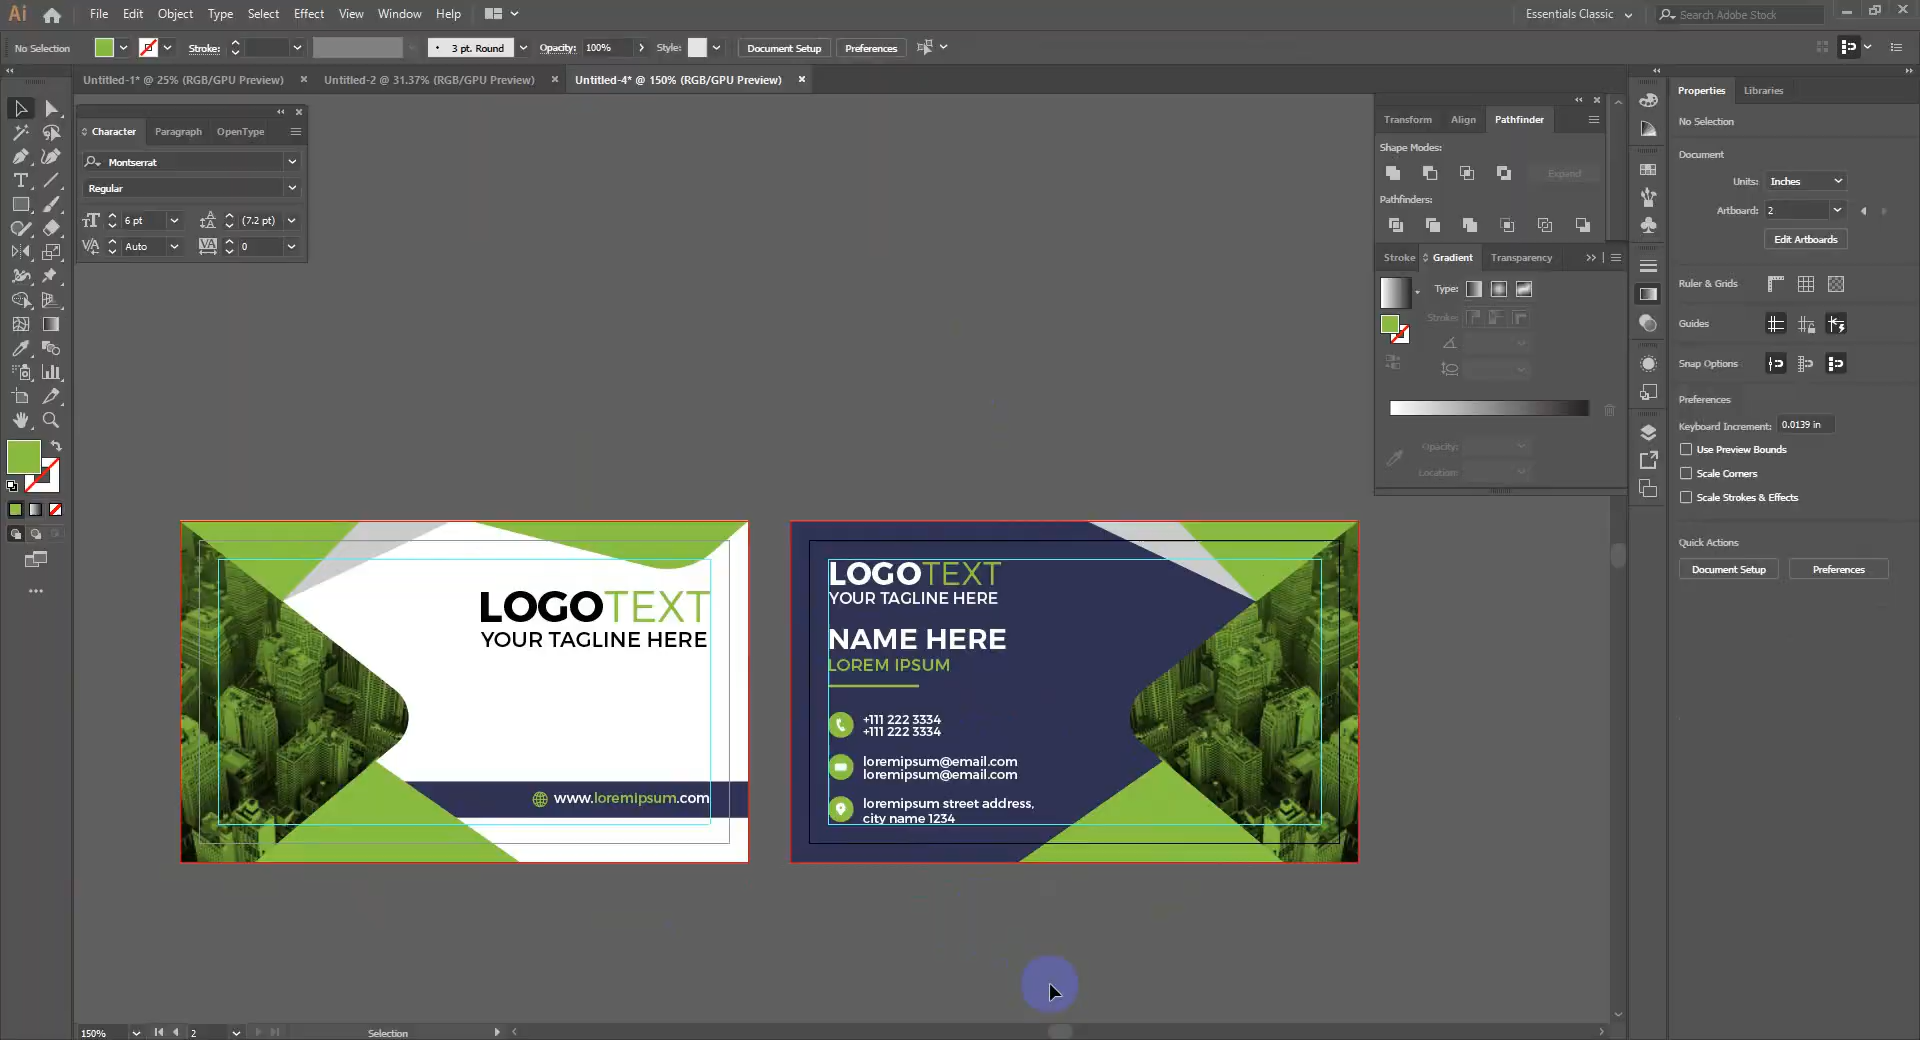 Ai File Edit Object Type Select Effect View Window Help Essentials Classic Search Adobe Stock
No Selection Stroke: 3 pt. Round Opacity: 100% Style: Document Setup Preferences
Untitled-1* @ 25% (RGB/GPU Preview) Untitled-2 @ 31.37% (RGB/GPU Preview) Untitled-4* @ 150% (RGB/GPU Preview)
Character Paragraph OpenType
Montserrat
Regular
6 pt (7.2 pt)
Auto 0
Transform Align Pathfinder
Shape Modes:
Expand
Pathfinders:
Stroke Gradient Transparency
Type:
Stroke:
Opacity:
Location:
Properties Libraries
No Selection
Document
Units: Inches
Artboard: 2
Edit Artboards
Ruler & Grids
Guides
Snap Options
Preferences
Keyboard Increment: 0.0139 in
Use Preview Bounds
Scale Corners
Scale Strokes & Effects
Quick Actions
Document Setup Preferences
LOGOTEXT
YOUR TAGLINE HERE
www.loremipsum.com
LOGOTEXT
YOUR TAGLINE HERE
NAME HERE
LOREM IPSUM
+111 222 3334
+111 222 3334
loremipsum@email.com
loremipsum@email.com
loremipsum street address,
city name 1234
150% 2 Selection